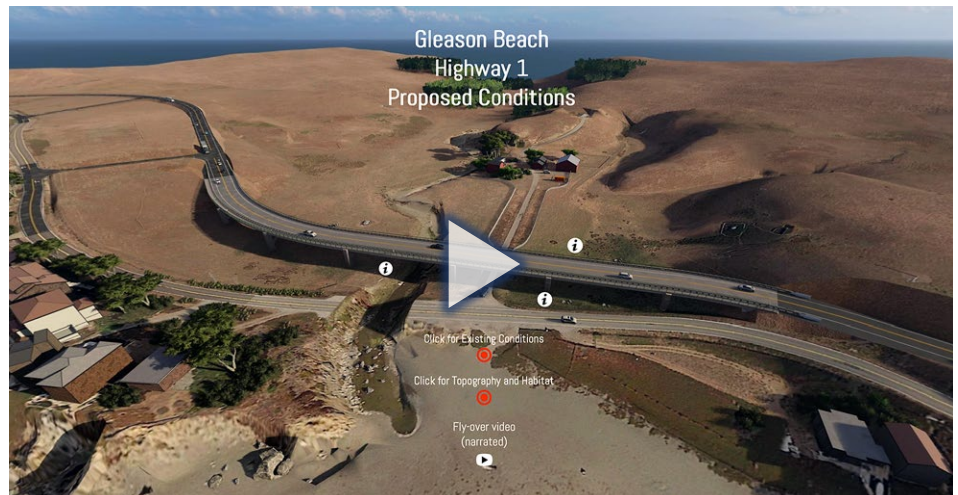 Gleason Beach
Highway 1
Proposed Conditions
i
i
i
Click for Existing Conditions
Click for Topography and Habitat
Fly-over video
(narrated)